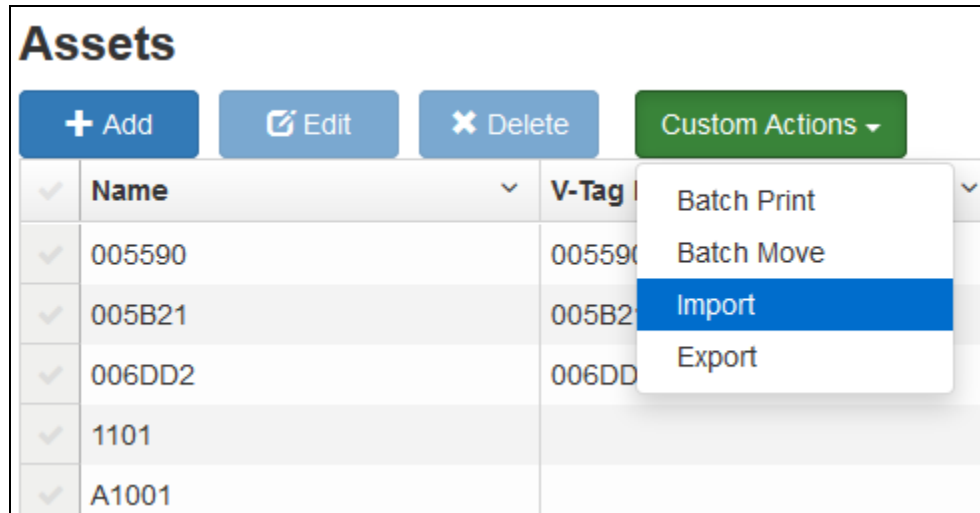 Assets
Add Edit Delete Custom Actions
Name V-Tag
Batch Print
Batch Move
Import
Export
005590 005590
005B21 005B2
006DD2 006DD
1101
A1001